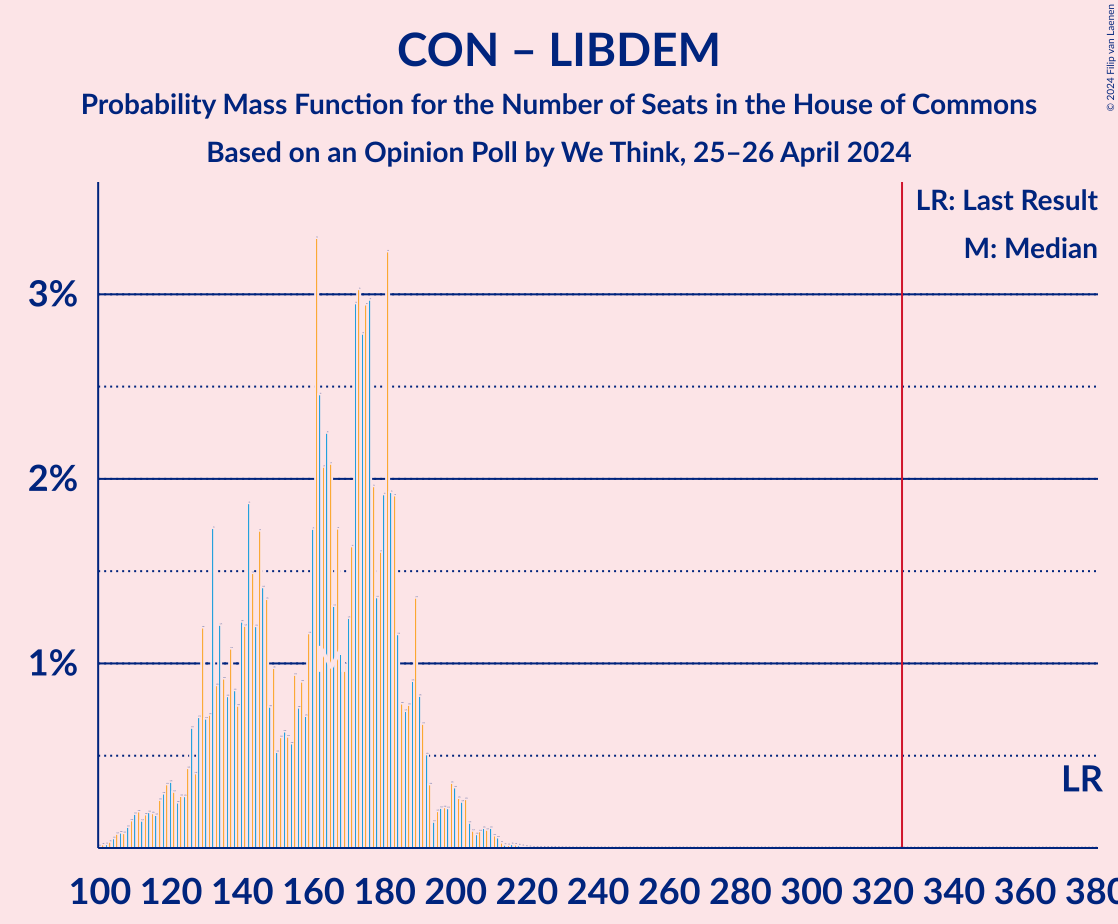 CON – LIBDEM
Probability Mass Function for the Number of Seats in the House of Commons
Based on an Opinion Poll by We Think, 25–26 April 2024
© 2024 Filip van Laenen
LR: Last Result
M: Median
3%
2%
1%
LR
100 120 140 160 180 200 220 240 260 280 300 320 340 360 380